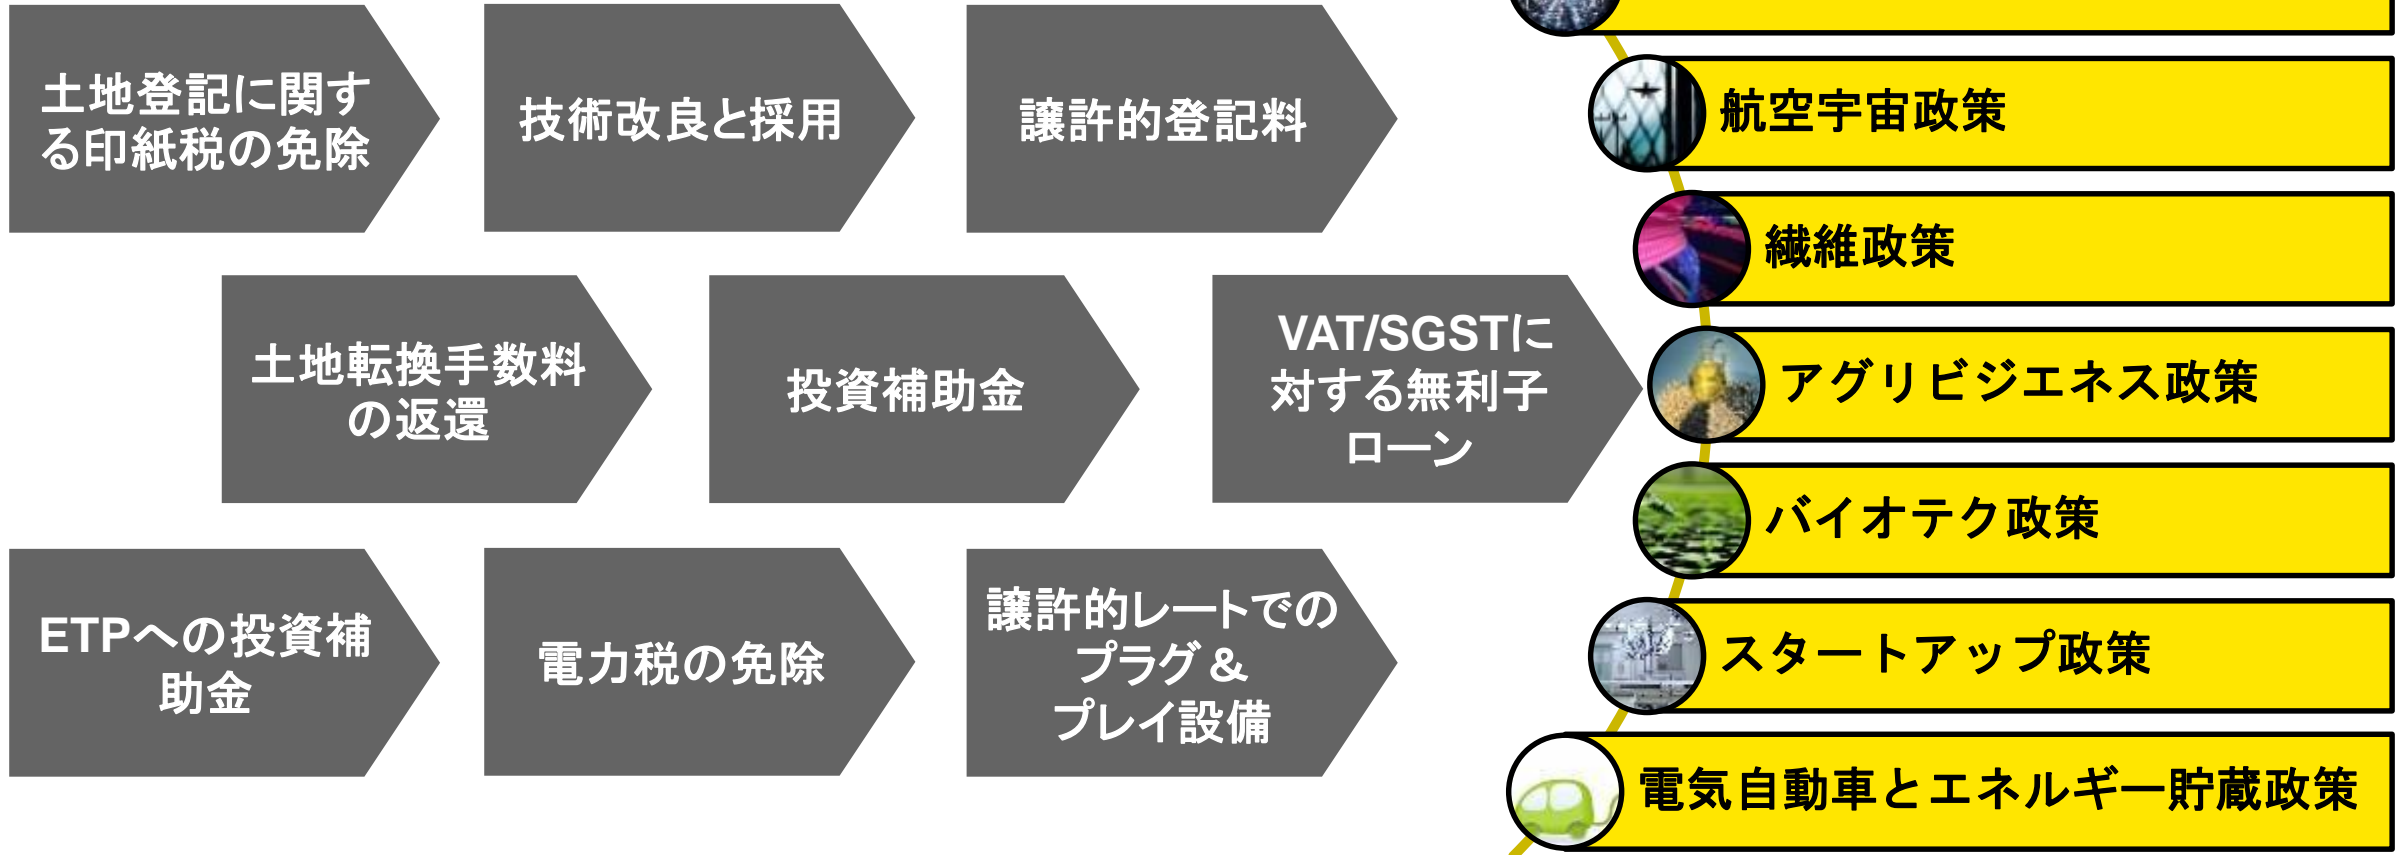 土地登記に関す
る印紙税の免除
技術改良と採用
譲許的登記料
土地転換手数料
の返還
投資補助金
VAT/SGSTに
対する無利子
ローン
ETPへの投資補
助金
電力税の免除
譲許的レートでの
プラグ &
プレイ設備
航空宇宙政策
繊維政策
アグリビジエネス政策
バイオテク政策
スタートアップ政策
電気自動車とエネルギー貯蔵政策